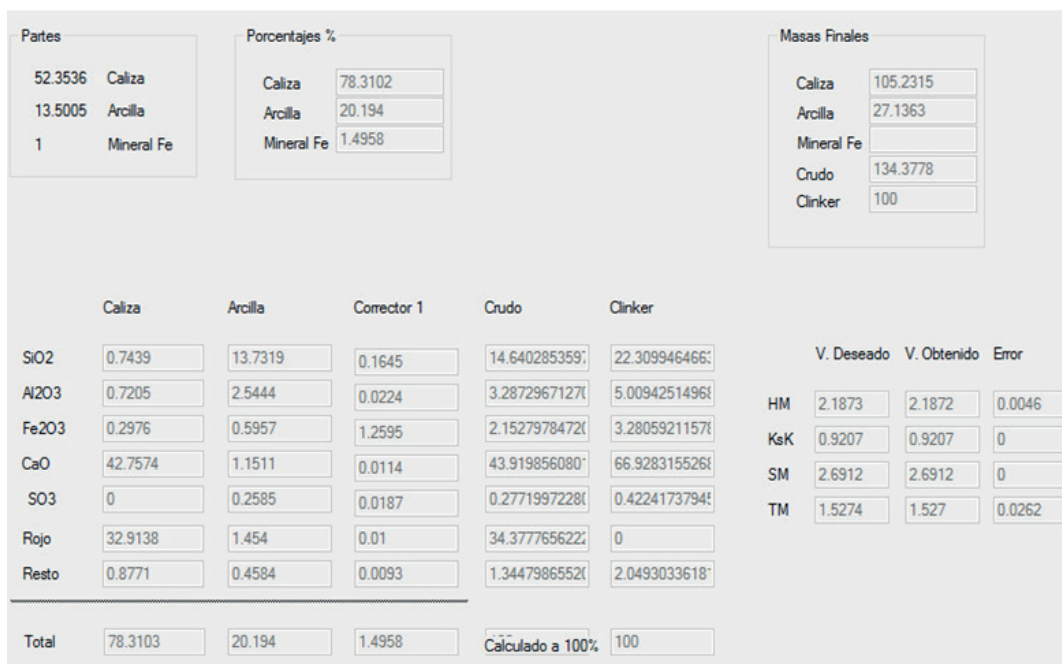 Partes Porcentajes % Masas Finales
52.3536 Caliza Caliza 78.3102 Caliza 105.2315
13.5005 Arcilla Arcilla 20.194 Arcilla 27.1363
1 Mineral Fe Mineral Fe 1.4958 Mineral Fe
Crudo 134.3778
Clinker 100
Caliza Arcilla Corrector 1 Crudo Clinker
SiO2 0.7439 13.7319 0.1645 14.6402853597 22.309946466
V. Deseado V. Obtenido Error
Al2O3 0.7205 2.5444 0.0224 3.2872967127 5.0094251496
HM 2.1873 2.1872 0.0046
Fe2O3 0.2976 0.5957 1.2595 2.1527978472 3.2805921157
KsK 0.9207 0.9207 0
CaO 42.7574 1.1511 0.0114 43.919856080 66.928315526
SM 2.6912 2.6912 0
SO3 0 0.2585 0.0187 0.277199722 0.4224173794
TM 1.5274 1.527 0.0262
Rojo 32.9138 1.454 0.01 34.377765622 0
Resto 0.8771 0.4584 0.0093 1.344798655 2.0493033618
Total 78.3103 20.194 1.4958 Calculado a 100% 100